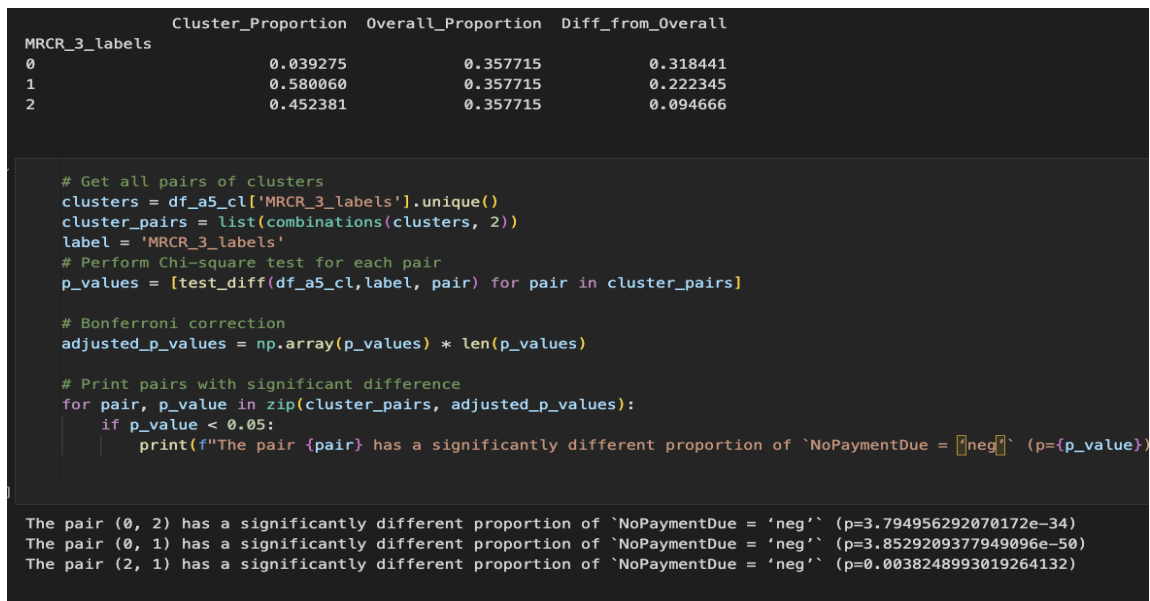 Cluster_Proportion Overall_Proportion Diff_from_Overall
MRCR_3_labels
0 0.039275 0.357715 0.318441
1 0.580060 0.357715 0.222345
2 0.452381 0.357715 0.094666
# Get all pairs of clusters
clusters = df_a5_cl['MRCR_3_labels'].unique()
cluster_pairs = list(combinations(clusters, 2))
label = 'MRCR_3_labels'
# Perform Chi-square test for each pair
p_values = [test_diff(df_a5_cl,label, pair) for pair in cluster_pairs]
# Bonferroni correction
adjusted_p_values = np.array(p_values) * len(p_values)
# Print pairs with significant difference
for pair, p_value in zip(cluster_pairs, adjusted_p_values):
if p_value < 0.05:
print(f"The pair {pair} has a significantly different proportion of `NoPaymentDue = ‘neg’` (p={p_value})
The pair (0, 2) has a significantly different proportion of `NoPaymentDue = ‘neg’` (p=3.794956292070172e-34)
The pair (0, 1) has a significantly different proportion of `NoPaymentDue = ‘neg’` (p=3.8529209377949096e-50)
The pair (2, 1) has a significantly different proportion of `NoPaymentDue = ‘neg’` (p=0.0038248993019264132)